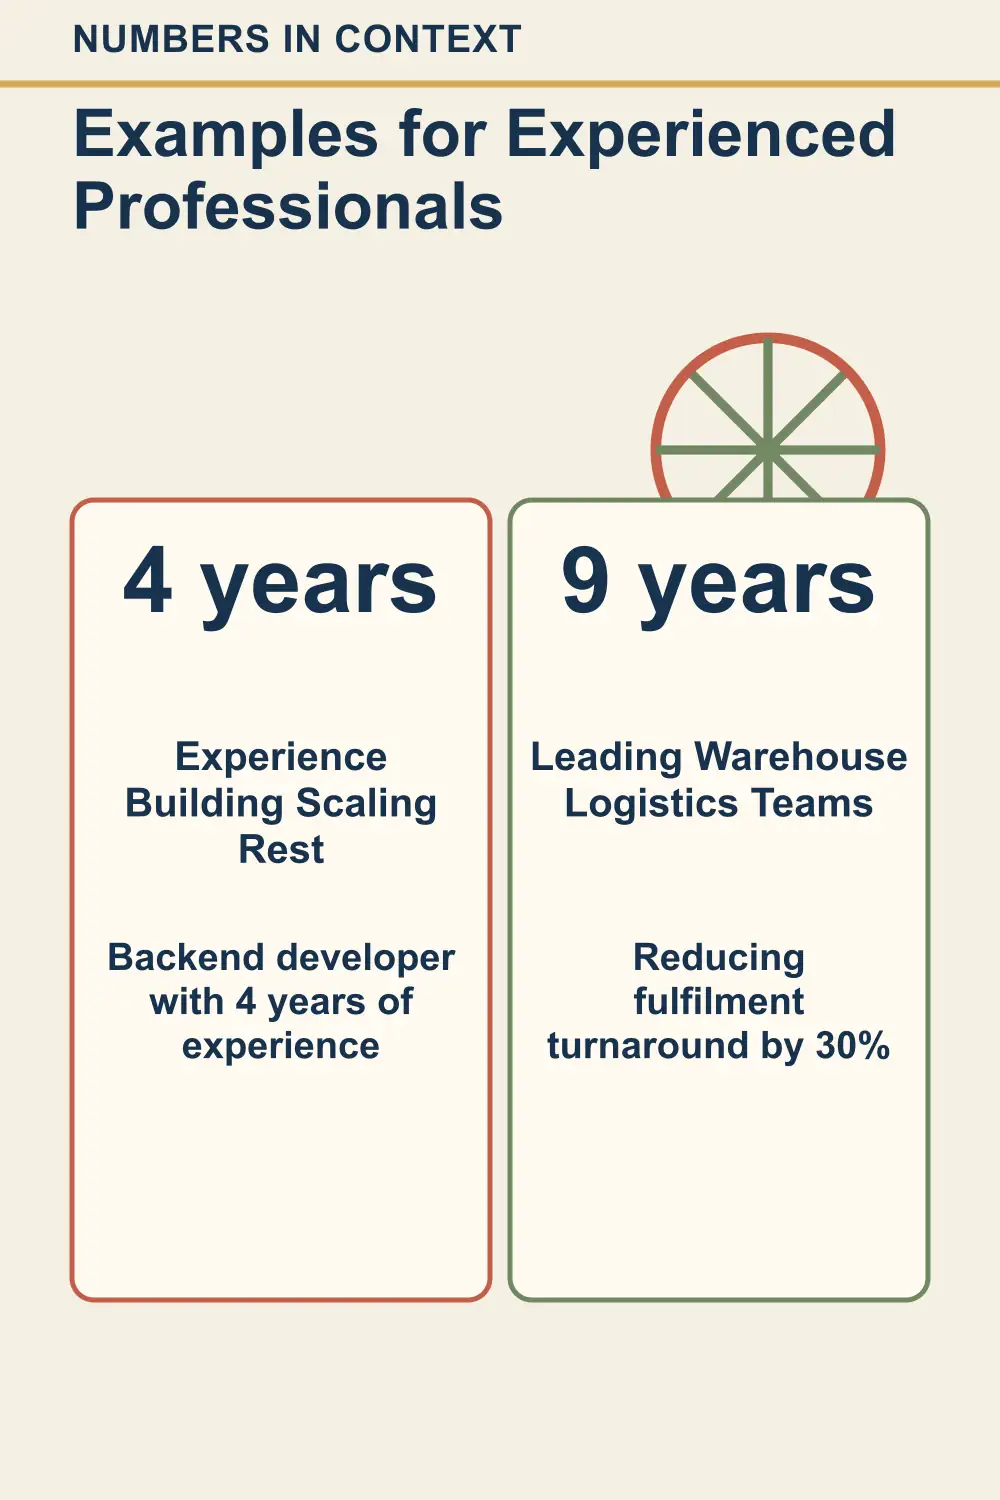 NUMBERS IN CONTEXT
Examples for Experienced
Professionals
4 years
Experience
Building Scaling
Rest
Backend developer
with 4 years of
experience
9 years
Leading Warehouse
Logistics Teams
Reducing
fulfilment
turnaround by 30%